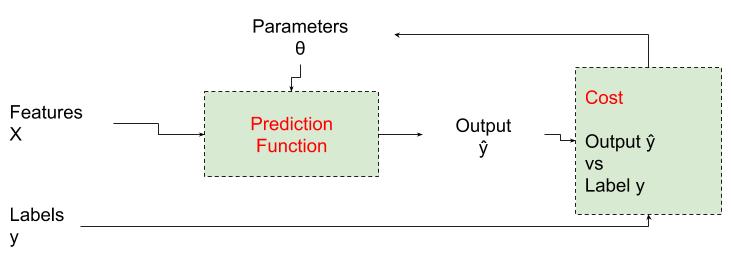 Parameters
θ
Features
X
Prediction
Function
Output
ŷ
Cost
Output ŷ
vs
Label y
Labels
y